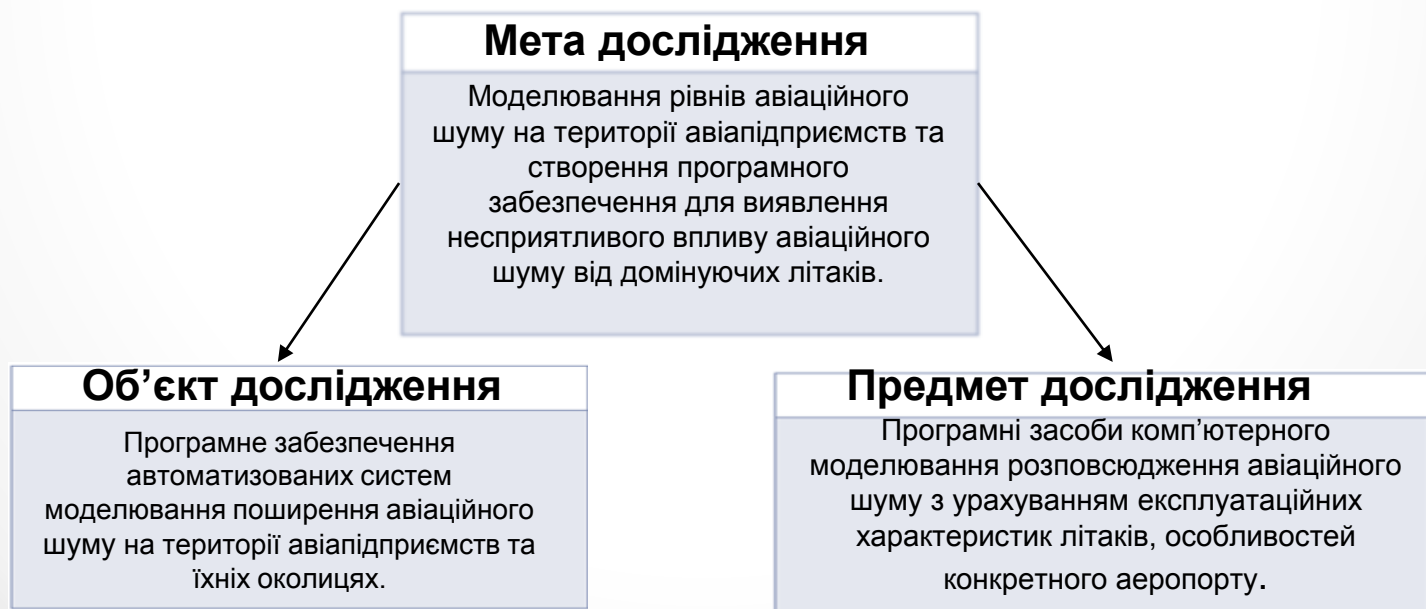 Мета дослідження
Моделювання рівнів авіаційного
шуму на території авіапідприємств та
створення програмного
забезпечення для виявлення
несприятливого впливу авіаційного
шуму від домінуючих літаків.
Об’єкт дослідження
Програмне забезпечення
автоматизованих систем
моделювання поширення авіаційного
шуму на території авіапідприємств та
їхніх околицях.
Предмет дослідження
Програмні засоби комп’ютерного
моделювання розповсюдження авіаційного
шуму з урахуванням експлуатаційних
характеристик літаків, особливостей
конкретного аеропорту.